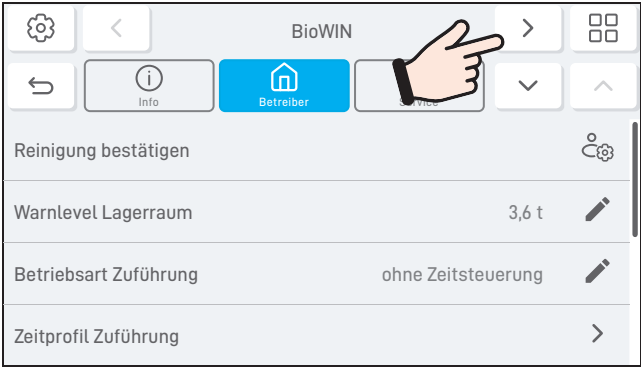 BioWIN
Info
Betreiber
Service
Reinigung bestätigen
Warnlevel Lagerraum 3,6 t
Betriebsart Zuführung ohne Zeitsteuerung
Zeitprofil Zuführung